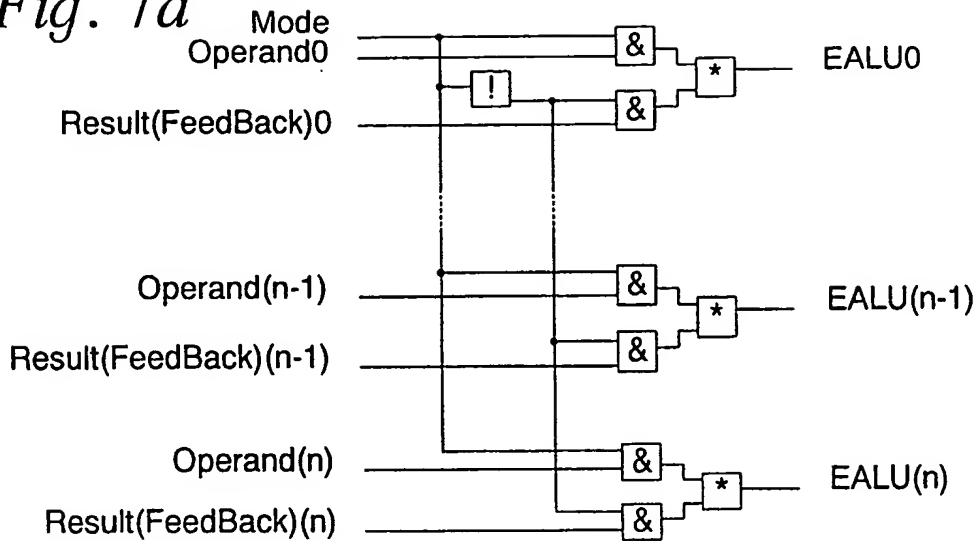 Fig. 7a
Mode
Operand0
&
EALU0
*
!
Result(FeedBack)0
&
Operand(n-1)
&
EALU(n-1)
*
Result(FeedBack)(n-1)
&
Operand(n)
&
EALU(n)
*
Result(FeedBack)(n)
&